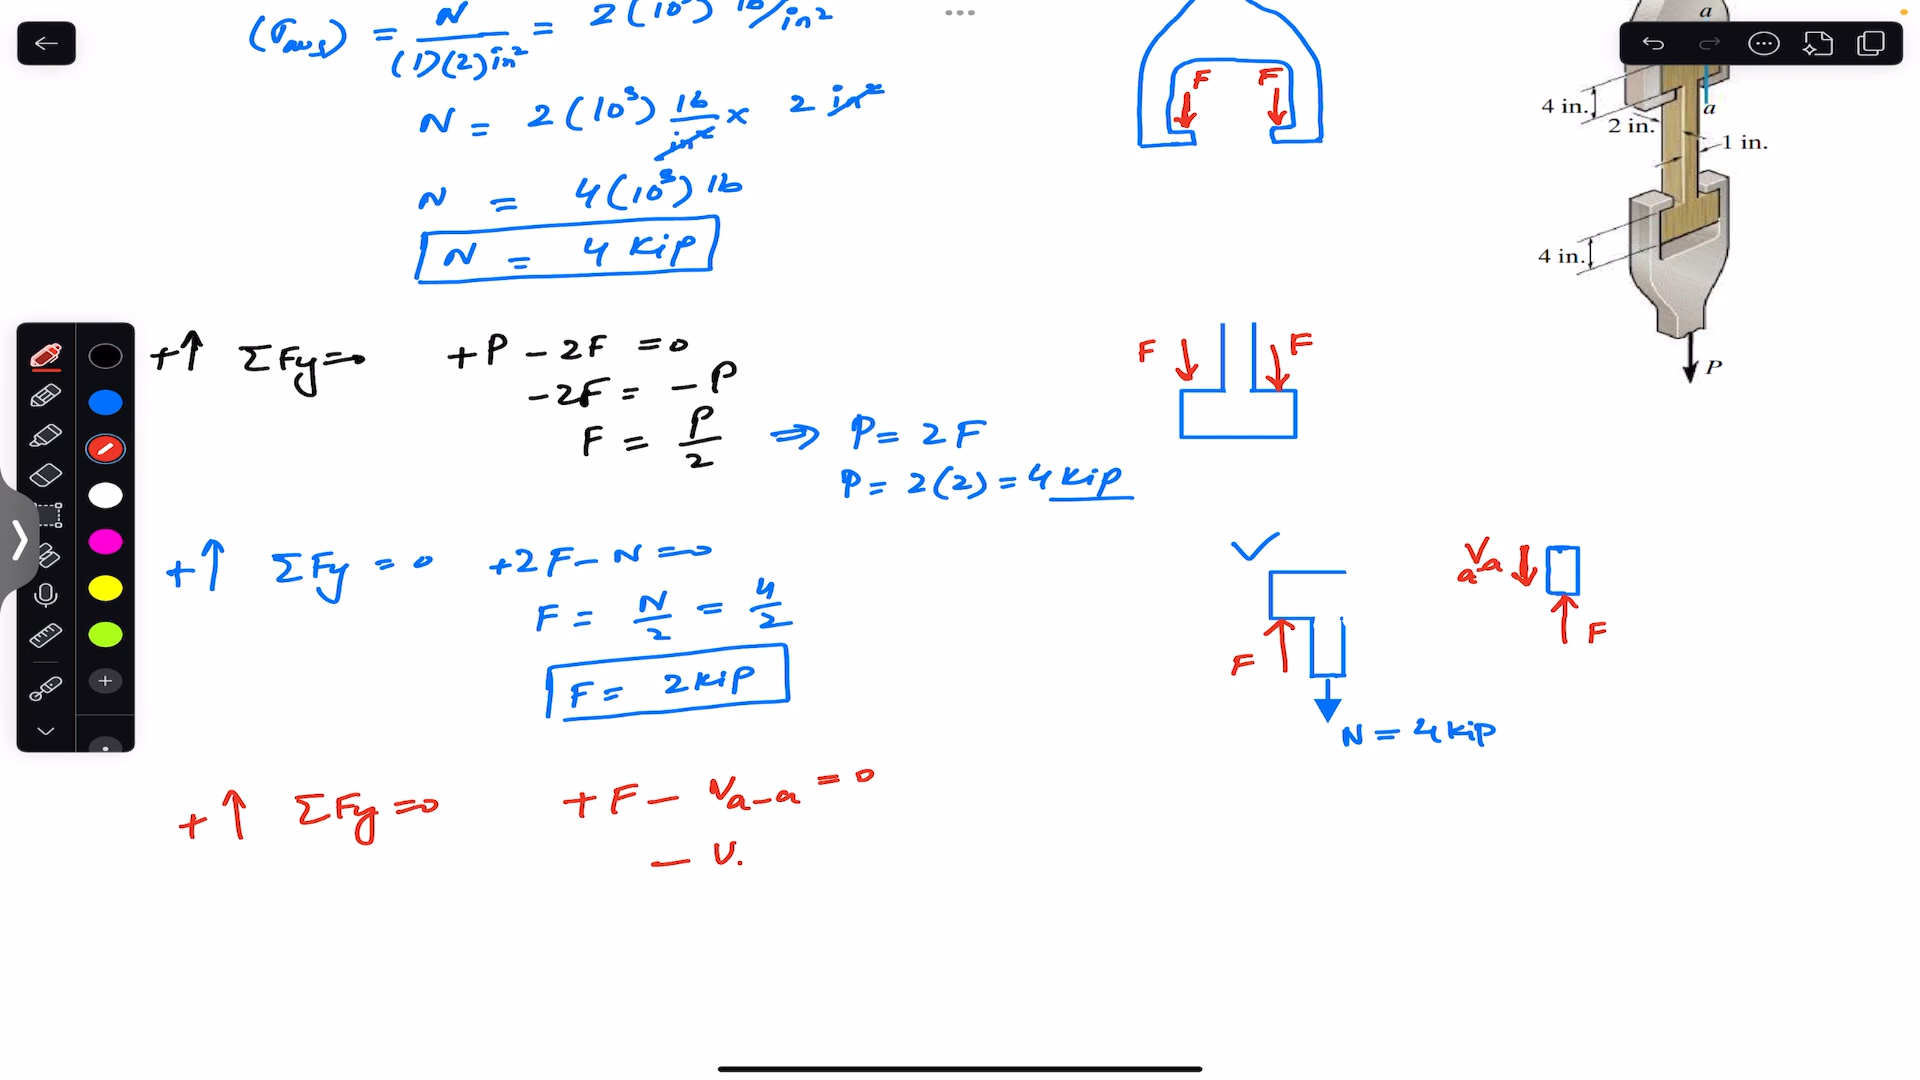 (σavg) = N/(1)(2)in² = 2(10³) lb/in²
N = 2(10³) lb/in² x 2 in²
N = 4(10³) lb
N = 4 kip
F F
a
4 in.
2 in.
a
1 in.
4 in.
P
+↑ ΣFy=0 +P − 2F = 0
−2F = −P
F = P/2 ⇒ P = 2F
P = 2(2) = 4 kip
F F
+↑ ΣFy = 0 +2F − N = 0
F = N/2 = 4/2
F = 2 kip
F
N = 4 kip
Va-a
F
+↑ ΣFy=0 +F − Va-a = 0
− V.